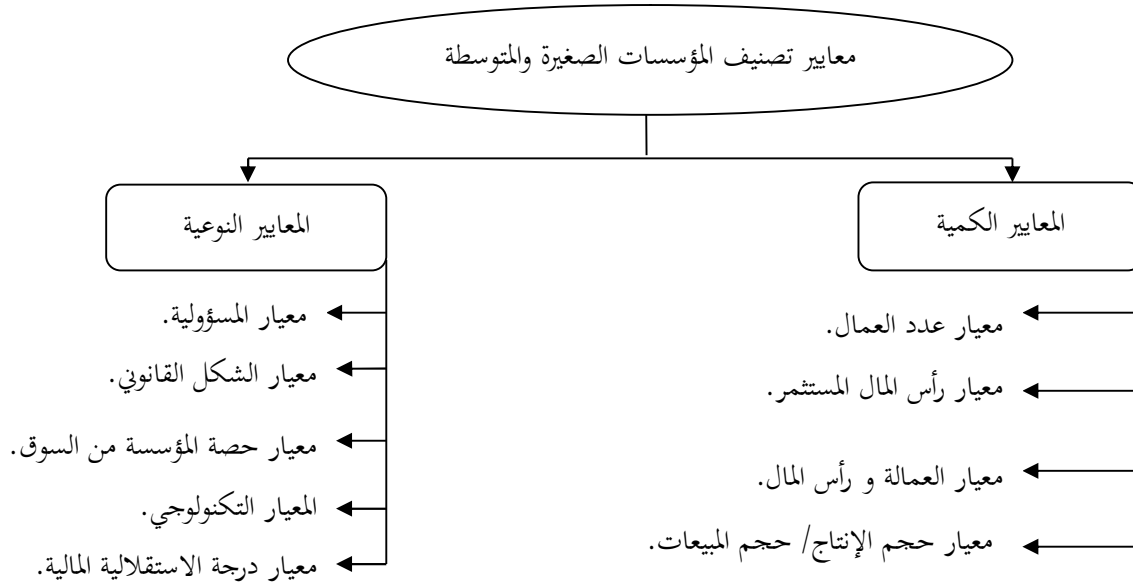 معايير تصنيف المؤسسات الصغيرة والمتوسطة
المعايير الكمية
معيار عدد العمال.
معيار رأس المال المستثمر.
معيار العمالة و رأس المال.
معيار حجم الإنتاج/ حجم المبيعات.
المعايير النوعية
معيار المسؤولية.
معيار الشكل القانوني.
معيار حصة المؤسسة من السوق.
المعيار التكنولوجي.
معيار درجة الاستقلالية المالية.